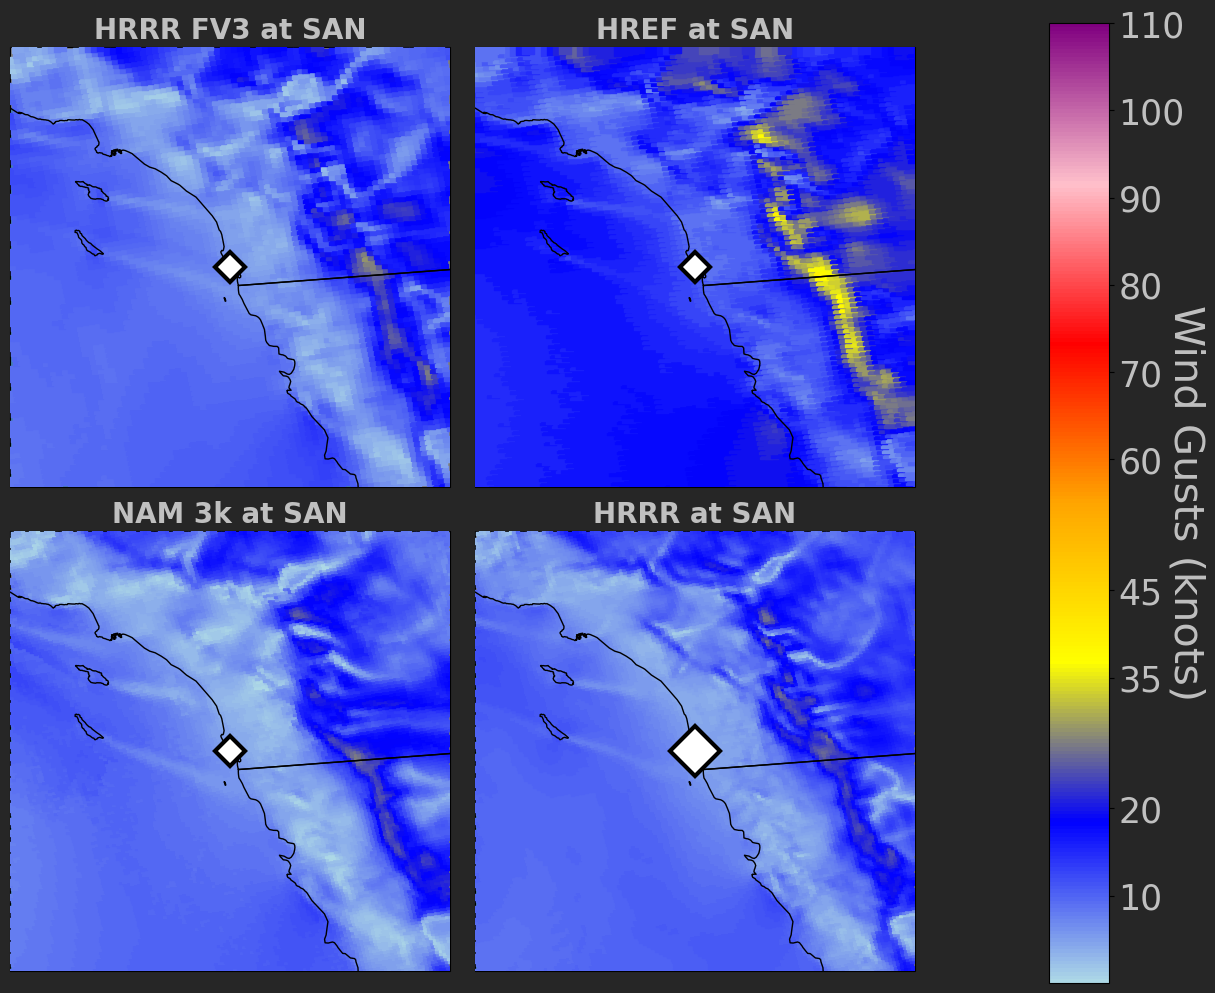 HRRR FV3 at SAN
HREF at SAN
NAM 3k at SAN
HRRR at SAN
110
100
90
80
70
60
45
35
20
10
Wind Gusts (knots)